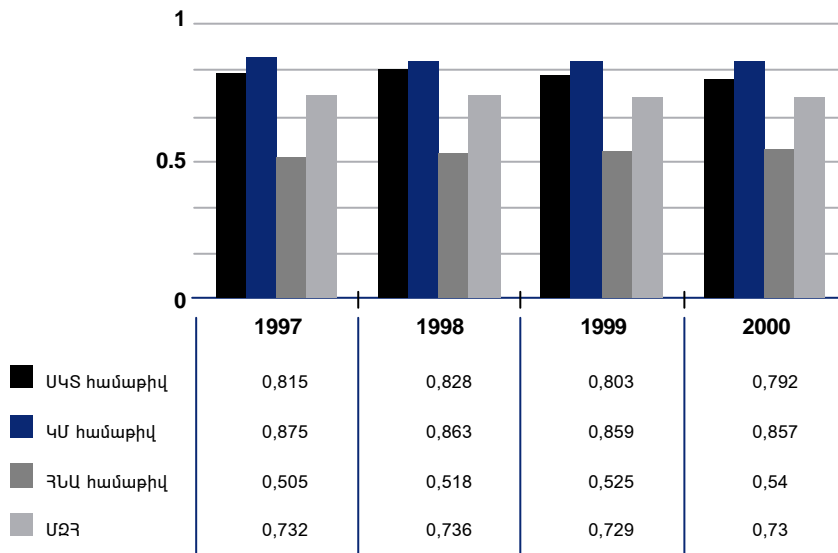 1
0.5
0
1997 1998 1999 2000
ՍԿՏ համաթիվ 0,815 0,828 0,803 0,792
ԿՄ համաթիվ 0,875 0,863 0,859 0,857
ՀՆԱ համաթիվ 0,505 0,518 0,525 0,54
ՄԶՀ 0,732 0,736 0,729 0,73